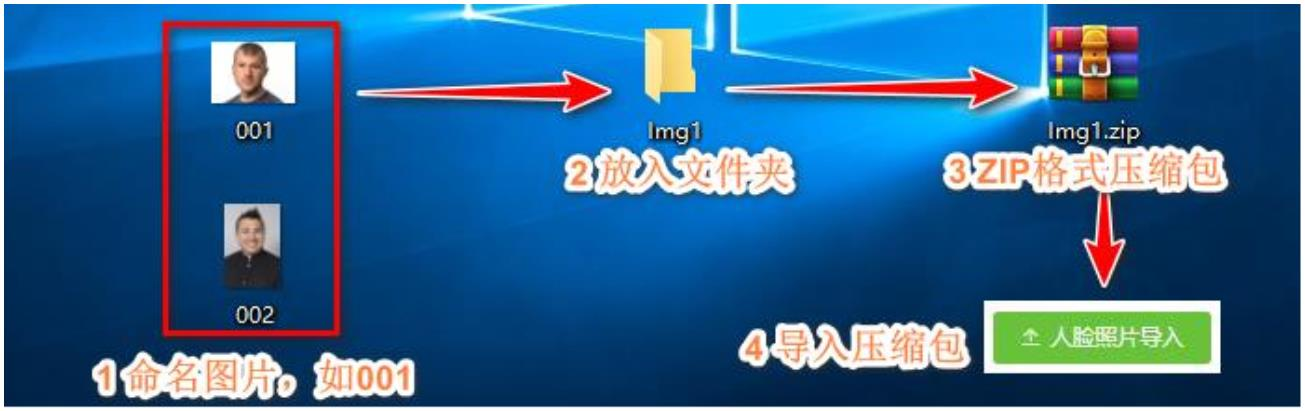 001
Img1
Img1.zip
2 放入文件夹
3 ZIP格式压缩包
002
4 导入压缩包
人脸照片导入
1 命名图片，如001